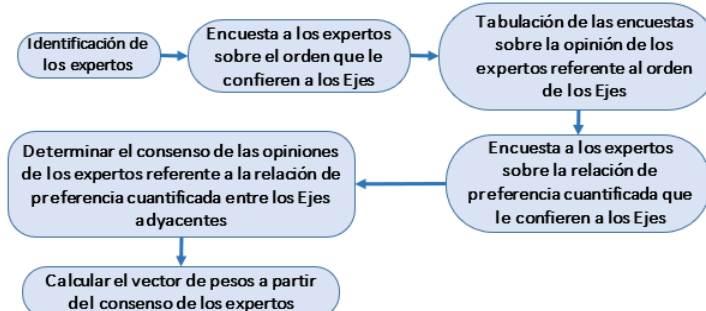 Identificación de
los expertos
Encuesta a los expertos
sobre el orden que le
confieren a los Ejes
Tabulación de las encuestas
sobre la opinión de los
expertos referente al orden
de los Ejes
Encuesta a los expertos
sobre la relación de
preferencia cuantificada que
le confieren a los Ejes
Determinar el consenso de las opiniones
de los expertos referente a la relación de
preferencia cuantificada entre los Ejes
adyacentes
Calcular el vector de pesos a partir
del consenso de los expertos